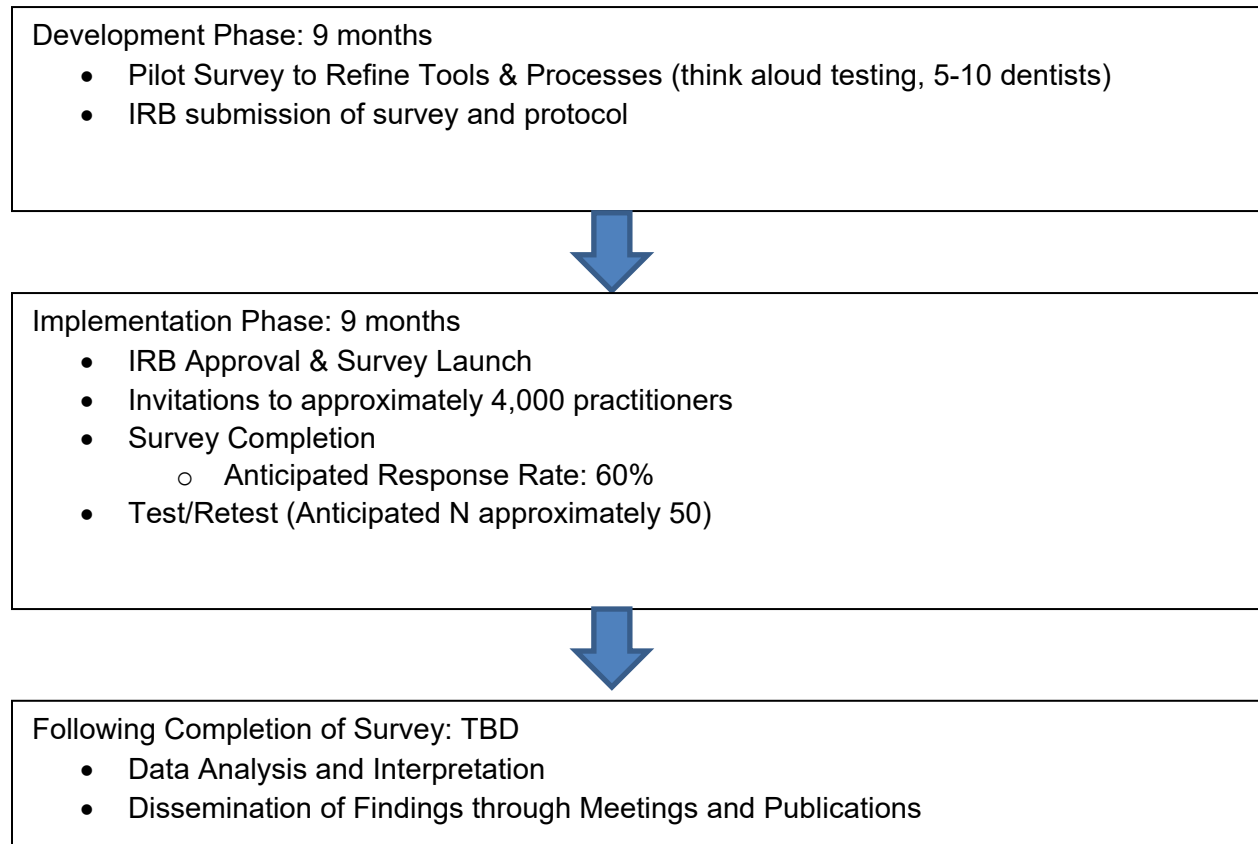 Development Phase: 9 months
• Pilot Survey to Refine Tools & Processes (think aloud testing, 5-10 dentists)
• IRB submission of survey and protocol
Implementation Phase: 9 months
• IRB Approval & Survey Launch
• Invitations to approximately 4,000 practitioners
• Survey Completion
o Anticipated Response Rate: 60%
• Test/Retest (Anticipated N approximately 50)
Following Completion of Survey: TBD
• Data Analysis and Interpretation
• Dissemination of Findings through Meetings and Publications